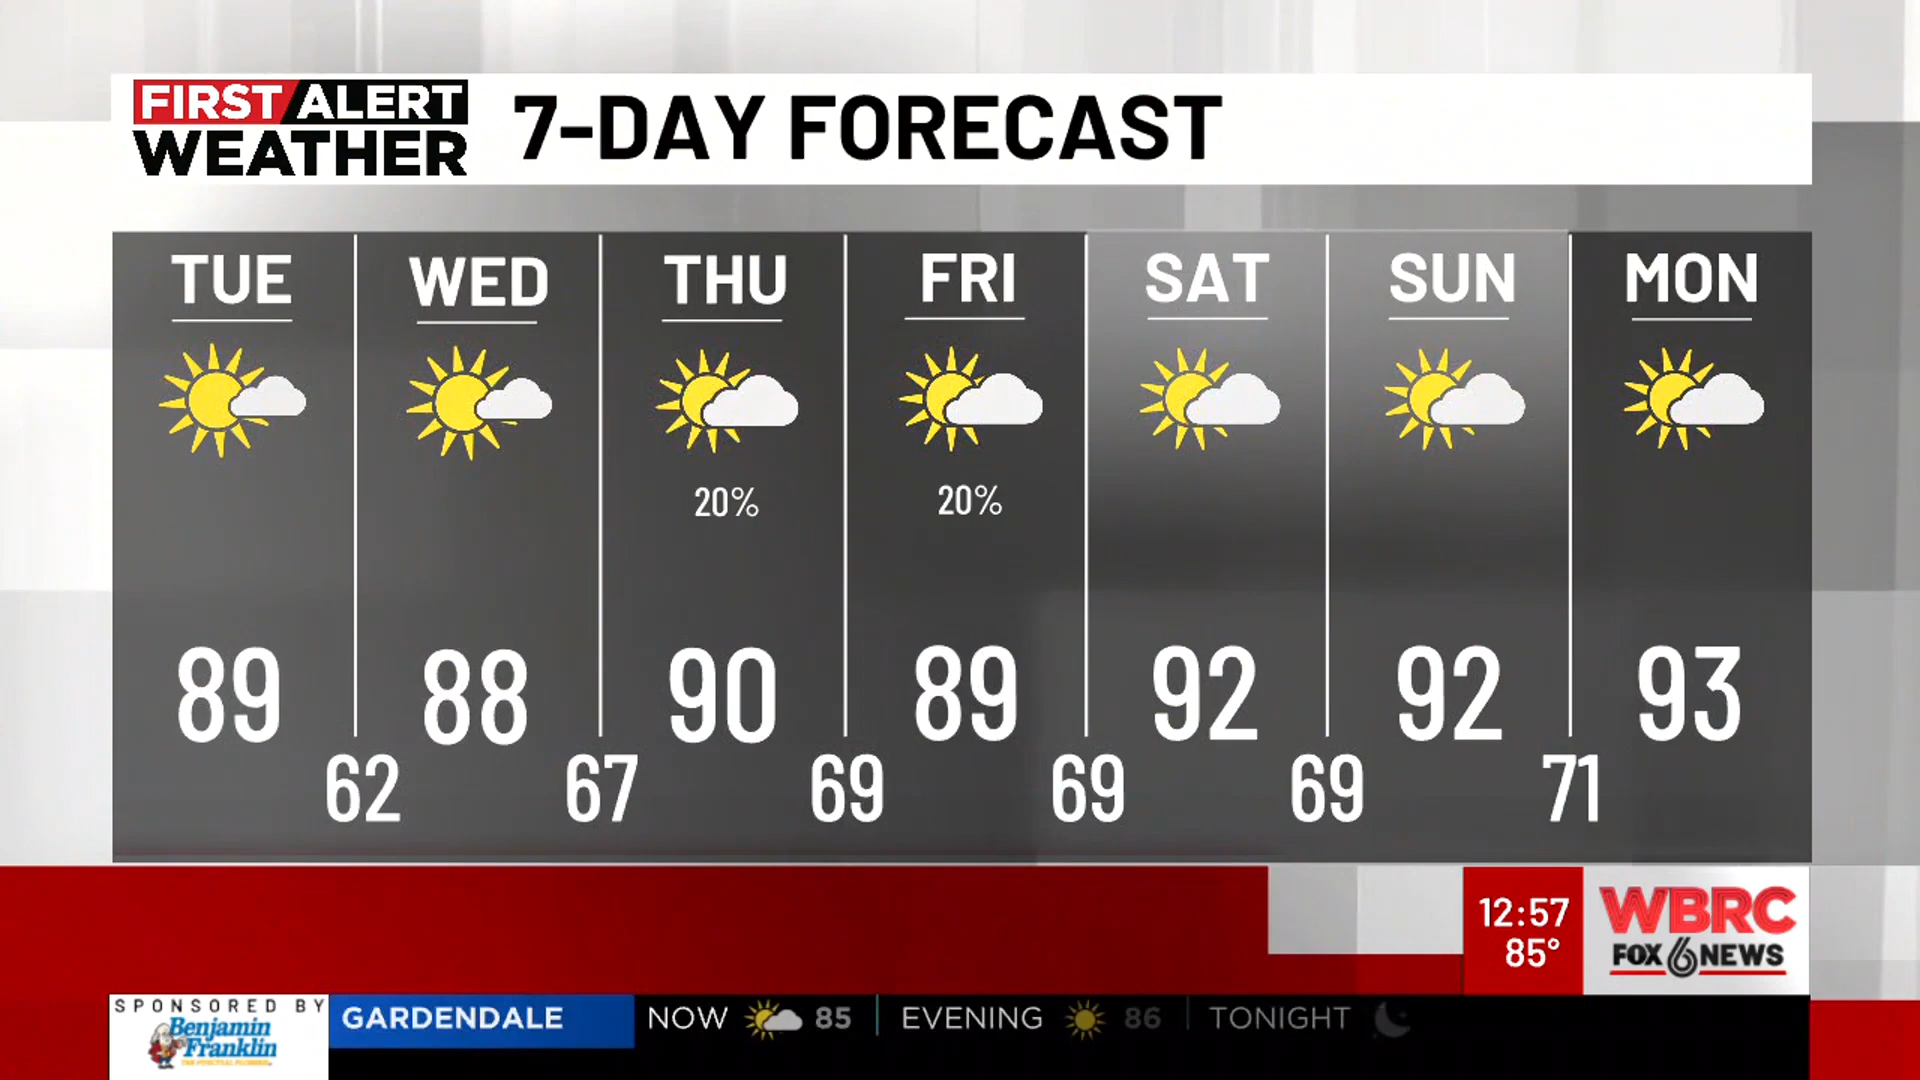 FIRST ALERT
WEATHER
7-DAY FORECAST
TUE WED THU FRI SAT SUN MON
20% 20%
89 88 90 89 92 92 93
62 67 69 69 69 71
12:57
85°
WBRC
FOX 6 NEWS
SPONSORED BY
Benjamin
Franklin
GARDENDALE NOW 85 EVENING 86 TONIGHT